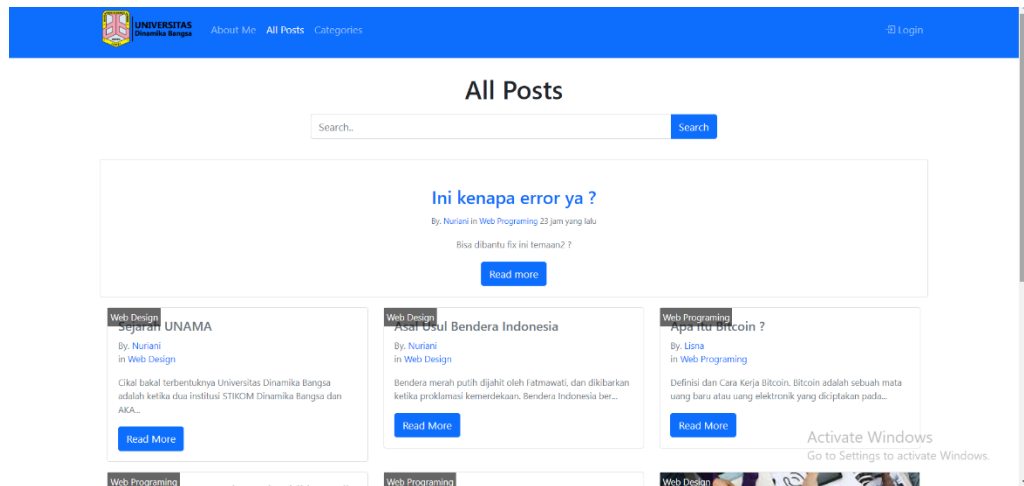 UNIVERSITAS
Dinamika Bangsa
About Me All Posts Categories
Login
All Posts
Search..
Search
Ini kenapa error ya ?
By. Nuriani in Web Programing 23 jam yang lalu
Bisa dibantu fix ini temaan2 ?
Read more
Web Design
Sejarah UNAMA
By. Nuriani
in Web Design
Cikal bakal terbentuknya Universitas Dinamika Bangsa
adalah ketika dua institusi STIKOM Dinamika Bangsa dan
AKA...
Read More
Web Design
Asal Usul Bendera Indonesia
By. Nuriani
in Web Design
Bendera merah putih dijahit oleh Fatmawati, dan dikibarkan
ketika proklamasi kemerdekaan. Bendera Indonesia ber...
Read More
Web Programing
Apa itu Bitcoin ?
By. Lisna
in Web Programing
Definisi dan Cara Kerja Bitcoin. Bitcoin adalah sebuah mata
uang baru atau uang elektronik yang diciptakan pada...
Read More
Activate Windows
Go to Settings to activate Windows.
Web Programing
Web Programing
Web Design